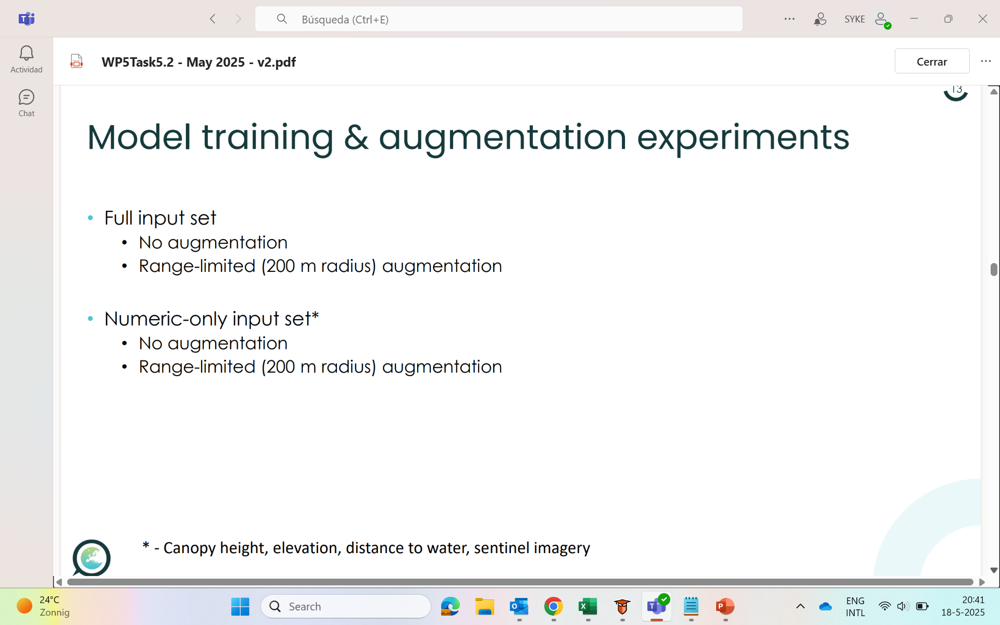 Búsqueda (Ctrl+E)
SYKE
Actividad
Chat
WP5Task5.2 - May 2025 - v2.pdf
Cerrar
13
Model training & augmentation experiments
• Full input set
• No augmentation
• Range-limited (200 m radius) augmentation
• Numeric-only input set*
• No augmentation
• Range-limited (200 m radius) augmentation
* - Canopy height, elevation, distance to water, sentinel imagery
24°C
Zonnig
Search
ENG
INTL
20:41
18-5-2025